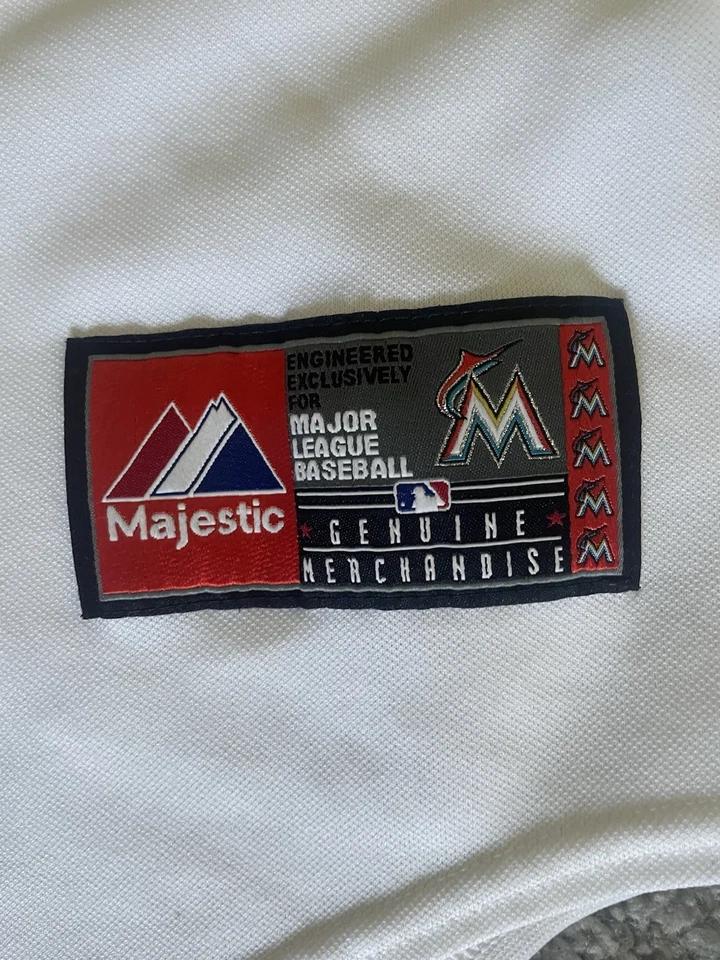 Majestic
ENGINEERED
EXCLUSIVELY
FOR
MAJOR
LEAGUE
BASEBALL
M
GENUINE
MERCHANDISE
M
M
M
M
M